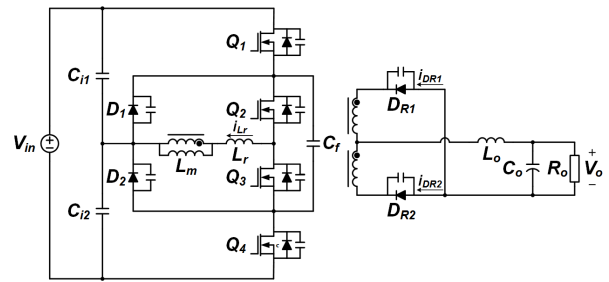 Q1
Ci1
D1
Q2
iLr
Cf
Vin
Lm
Lr
D2
Q3
Ci2
Q4
c
iDR1
DR1
Lo
Co
Ro
+
Vo
−
iDR2
DR2